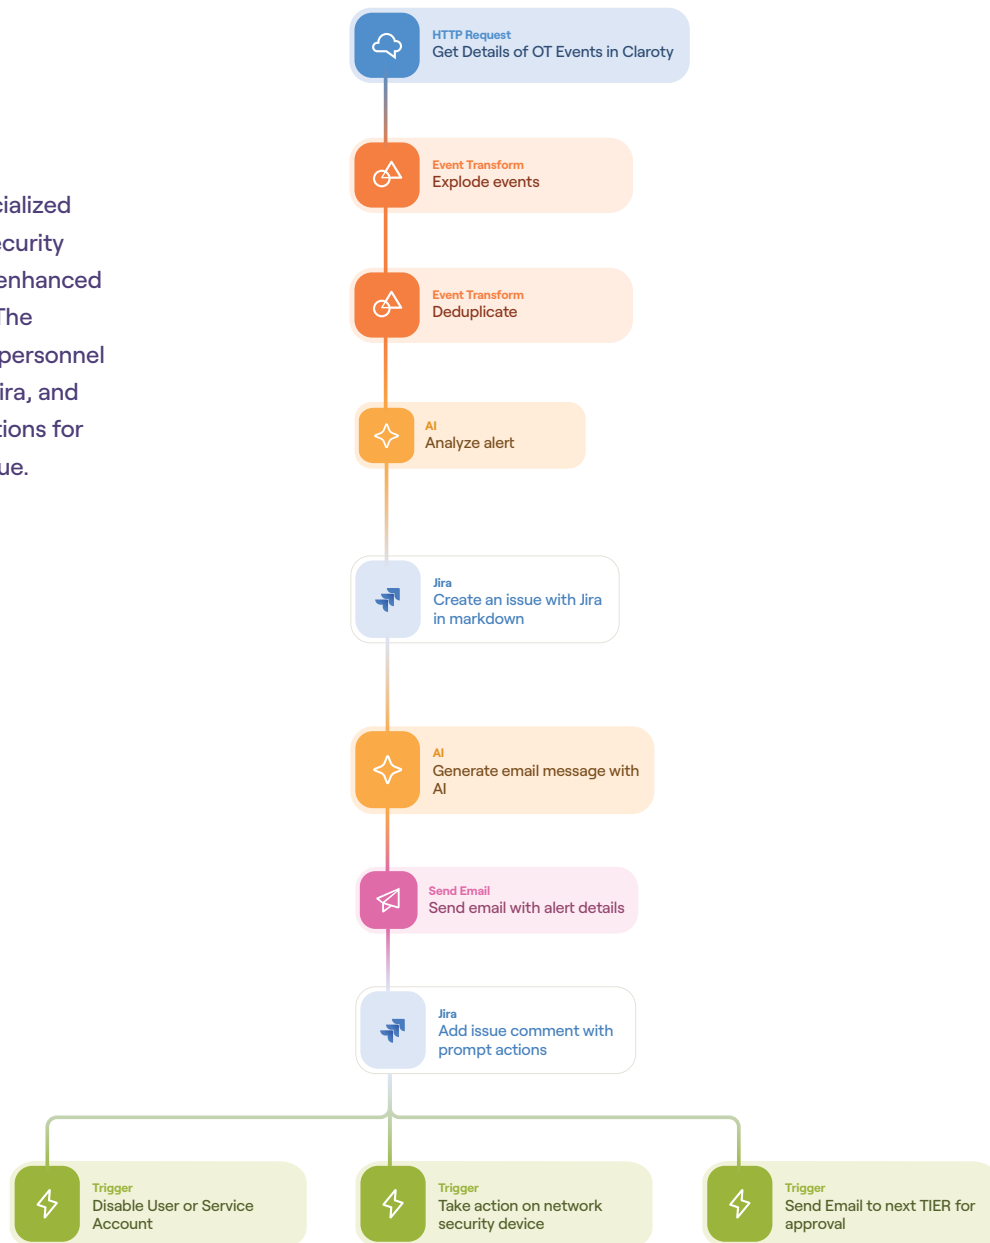 HTTP Request
Get Details of OT Events in Claroty
Event Transform
Explode events
cialized
ecurity
enhanced
The
personnel
ira, and
tions for
ue.
Event Transform
Deduplicate
AI
Analyze alert
Jira
Create an issue with Jira
in markdown
AI
Generate email message with
AI
Send Email
Send email with alert details
Jira
Add issue comment with
prompt actions
Trigger
Disable User or Service
Account
Trigger
Take action on network
security device
Trigger
Send Email to next TIER for
approval